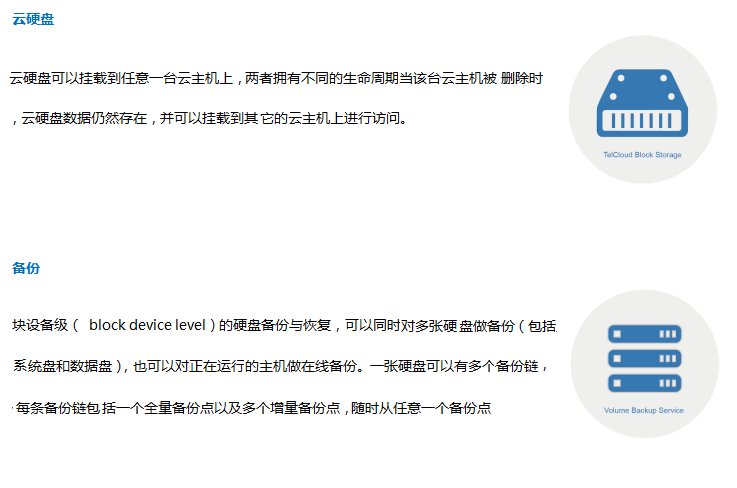 云硬盘
云硬盘可以挂载到任意一台云主机上，两者拥有不同的生命周期当该台云主机被 删除时
，云硬盘数据仍然存在，并可以挂载到其它的云主机上进行访问。
TelCloud Block Storage
备份
块设备级（ block device level）的硬盘备份与恢复，可以同时对多张硬盘做备份（包括
系统盘和数据盘），也可以对正在运行的主机做在线备份。一张硬盘可以有多个备份链，
每条备份链包括一个全量备份点以及多个增量备份点，随时从任意一个备份点
Volume Backup Service